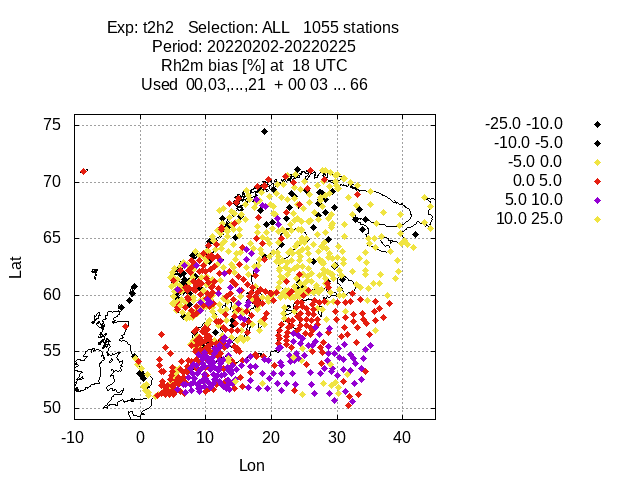 Exp: t2h2   Selection: ALL   1055 stations
Period: 20220202-20220225
Rh2m bias [%] at  18 UTC
Used  00,03,...,21  + 00 03 ... 66
-25.0 -10.0
-10.0 -5.0
-5.0 0.0
0.0 5.0
5.0 10.0
10.0 25.0
Lat
75
70
65
60
55
50
-10 0 10 20 30 40
Lon